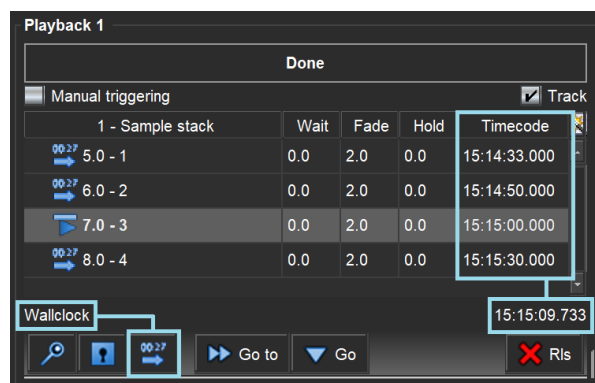 Playback 1
Done
Manual triggering Track
1 - Sample stack Wait Fade Hold Timecode
00:27 5.0 - 1 0.0 2.0 0.0 15:14:33.000
00:27 6.0 - 2 0.0 2.0 0.0 15:14:50.000
7.0 - 3 0.0 2.0 0.0 15:15:00.000
00:27 8.0 - 4 0.0 2.0 0.0 15:15:30.000
Wallclock 15:15:09.733
00:27 Go to Go Rls